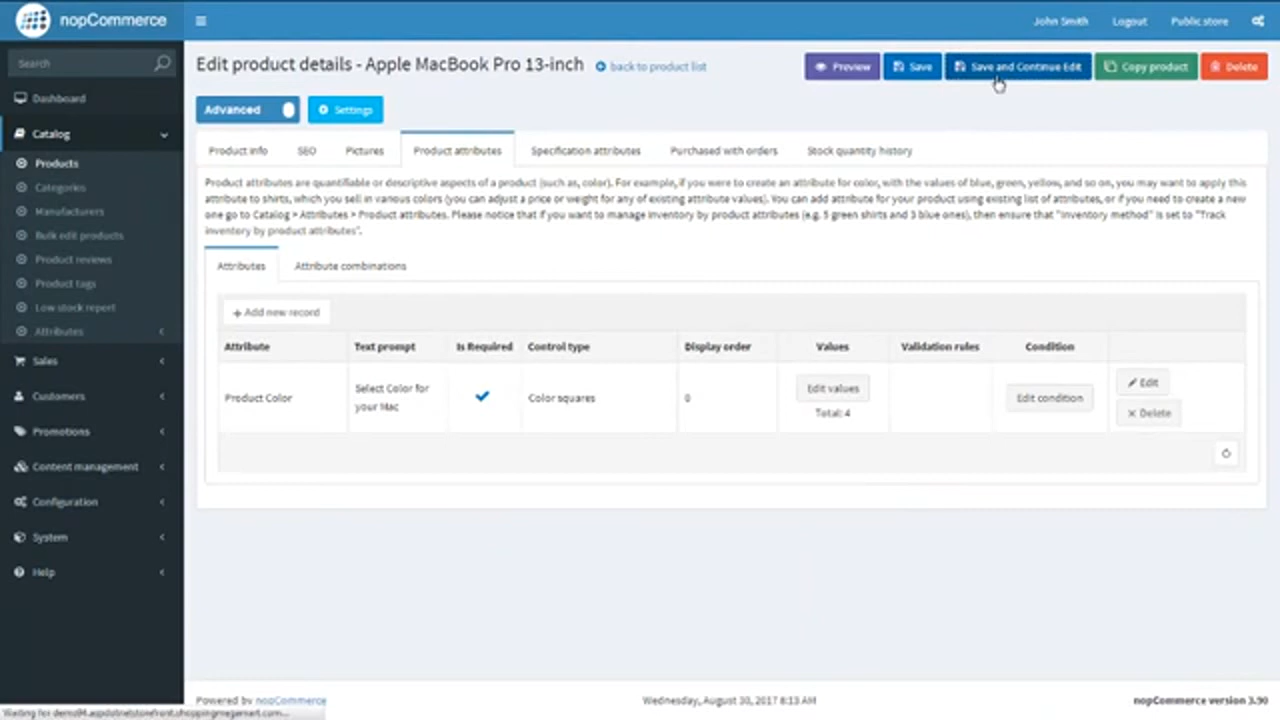 nopCommerce
John Smith
Logout
Public store
Search
Edit product details - Apple MacBook Pro 13-inch
back to product list
Preview
Save
Save and Continue Edit
Copy product
Delete
Dashboard
Catalog
Products
Categories
Manufacturers
Bulk edit products
Product reviews
Product tags
Low stock report
Attributes
Sales
Customers
Promotions
Content management
Configuration
System
Help
Advanced
Settings
Product info
SEO
Pictures
Product attributes
Specification attributes
Purchased with orders
Stock quantity history
Product attributes are quantifiable or descriptive aspects of a product (such as, color). For example, if you were to create an attribute for color, with the values of blue, green, yellow, and so on, you may want to apply this
attribute to shirts, which you sell in various colors (you can adjust a price or weight for any of existing attribute values). You can add attribute for your product using existing list of attributes, or if you need to create a new
one go to Catalog > Attributes > Product attributes. Please notice that if you want to manage inventory by product attributes (e.g. 5 green shirts and 3 blue ones), then ensure that "Inventory method" is set to "Track
inventory by product attributes".
Attributes
Attribute combinations
+ Add new record
Attribute
Text prompt
Is Required
Control type
Display order
Values
Validation rules
Condition
Product Color
Select Color for
your Mac
Color squares
0
Edit values
Total: 4
Edit condition
Edit
Delete
Powered by nopCommerce
Wednesday, August 30, 2017 8:13 AM
nopCommerce version 3.90